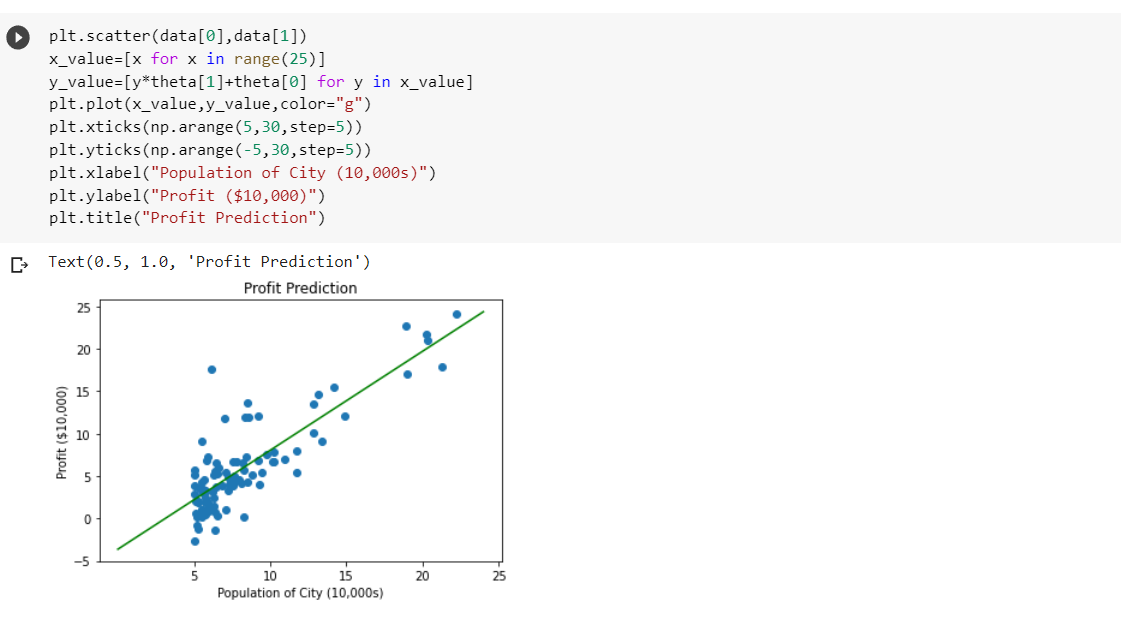 plt.scatter(data[0],data[1])
x_value=[x for x in range(25)]
y_value=[y*theta[1]+theta[0] for y in x_value]
plt.plot(x_value,y_value,color="g")
plt.xticks(np.arange(5,30,step=5))
plt.yticks(np.arange(-5,30,step=5))
plt.xlabel("Population of City (10,000s)")
plt.ylabel("Profit ($10,000)")
plt.title("Profit Prediction")
Text(0.5, 1.0, 'Profit Prediction')
Profit Prediction
25
20
15
10
5
0
−5
Profit ($10,000)
5 10 15 20 25
Population of City (10,000s)